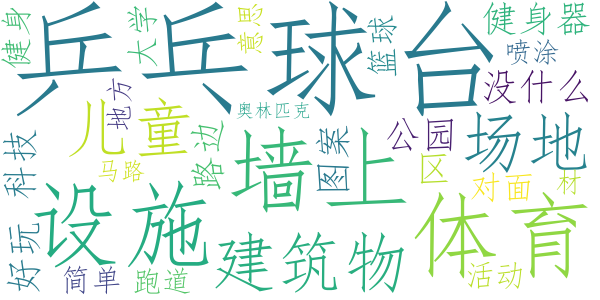 健身
乒乓球台
大学
意思
篮球
健身器
喷涂
没什么
地方
奥林匹克
儿童
路边
公园
场地
科技
马路
墙上
图案
区
对面
材
好玩
设施
建筑物
体育
简单
跑道
活动